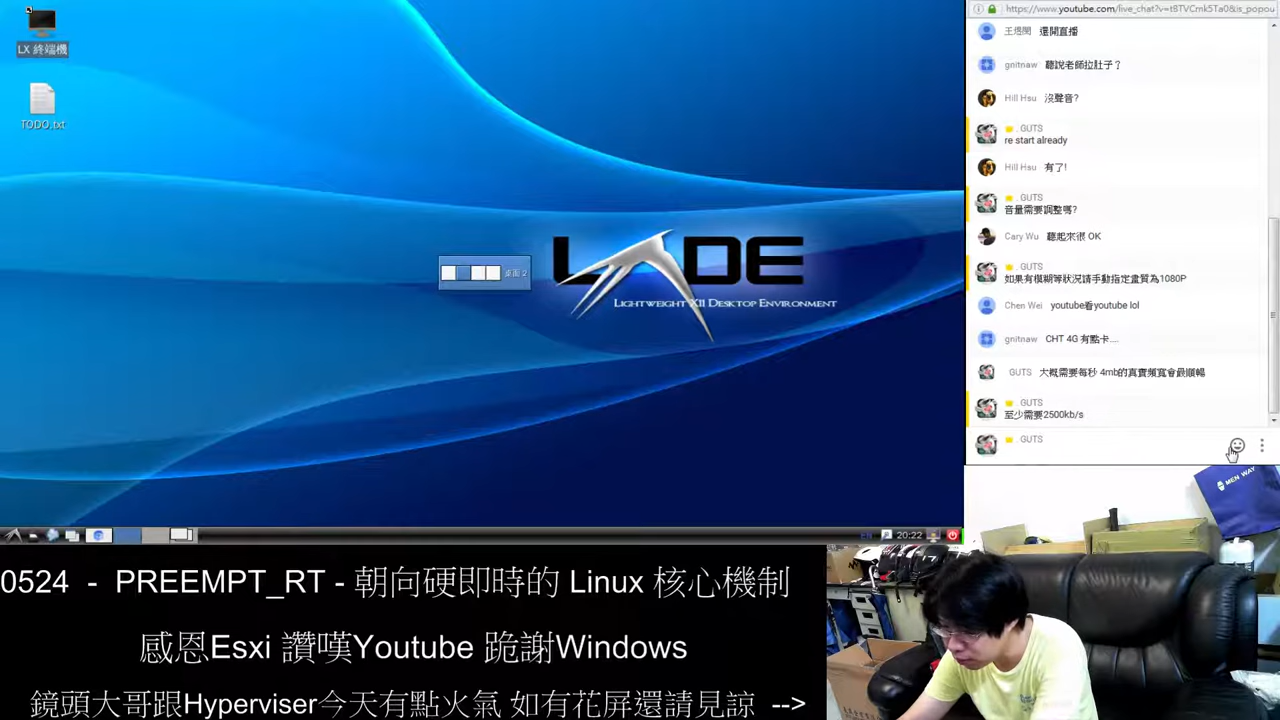 LX 終端機
TODO.txt
LXDE
LIGHTWEIGHT X11 DESKTOP ENVIRONMENT
桌面 2
20:22
https://www.youtube.com/live_chat?v=t8TVCmk5Ta0&is_popou
還開直播
gnitnaw 聽說老師拉肚子?
Hill Hsu 沒聲音?
. GUTS
re start already
Hill Hsu 有了!
. GUTS
音量需要調整嗎?
Cary Wu 聽起來很 OK
. GUTS
如果有模糊等狀況請手動指定畫質為1080P
Chen Wei youtube看youtube lol
gnitnaw CHT 4G 有點卡....
GUTS 大概需要每秒 4mb的真實頻寬會最順暢
. GUTS
至少需要2500kb/s
. GUTS
MEN WAY
0524 - PREEMPT_RT - 朝向硬即時的 Linux 核心機制
感恩Esxi 讚嘆Youtube 跪謝Windows
鏡頭大哥跟Hyperviser今天有點火氣 如有花屏還請見諒 -->